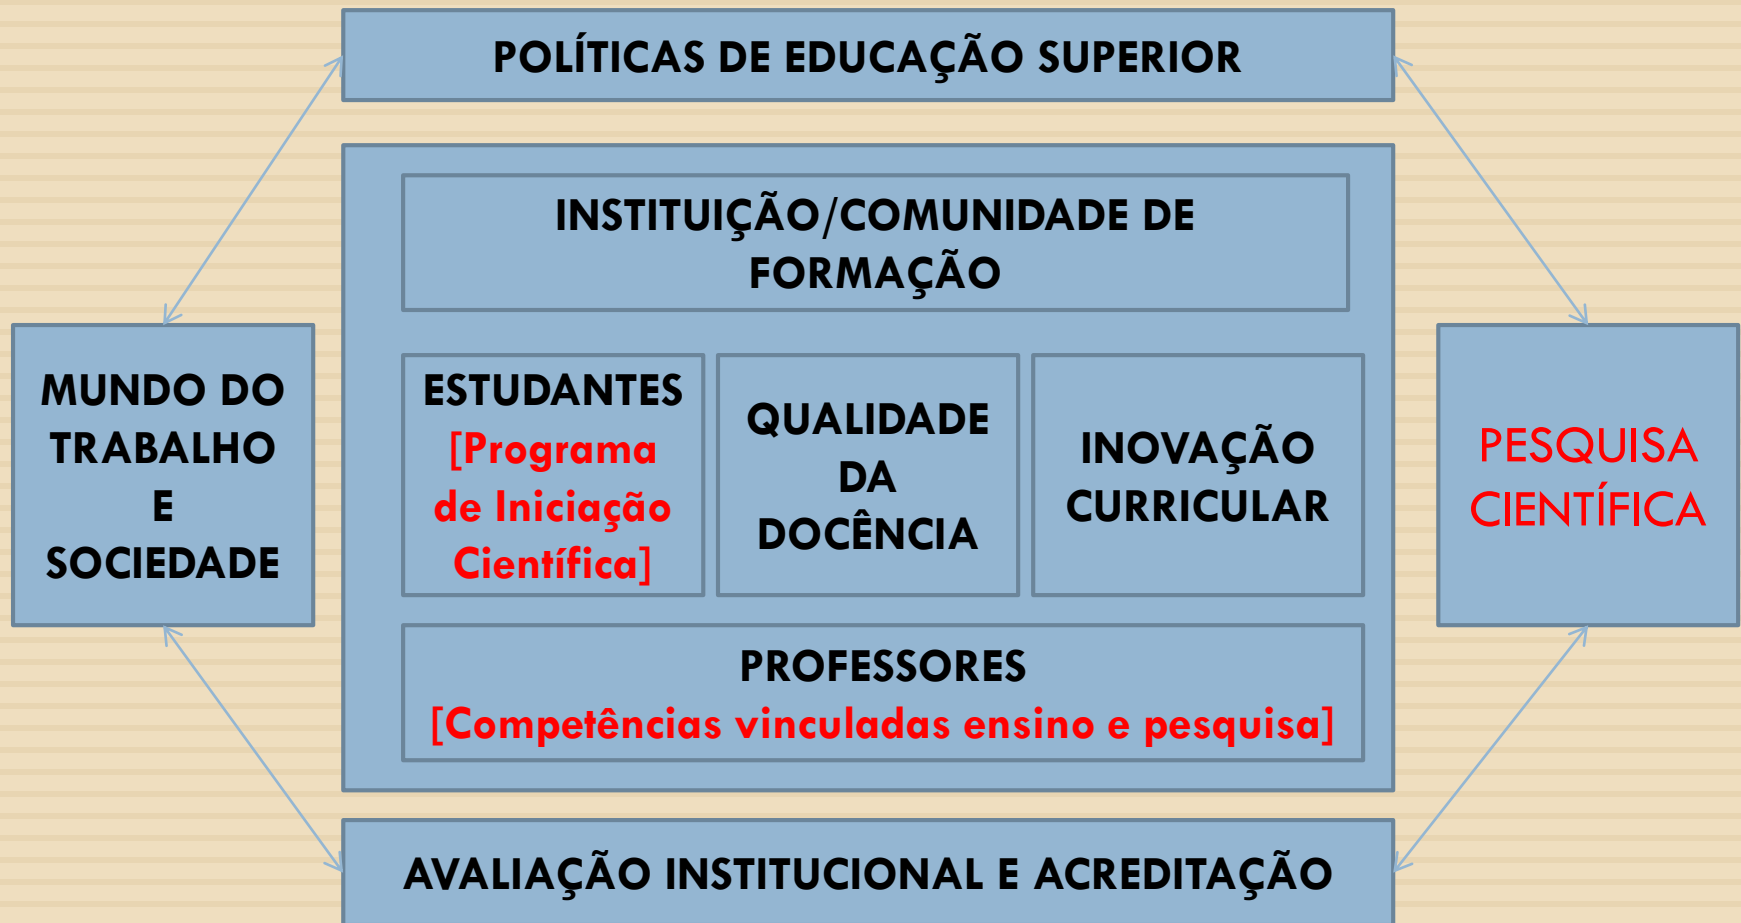 POLÍTICAS DE EDUCAÇÃO SUPERIOR
INSTITUIÇÃO/COMUNIDADE DE
FORMAÇÃO
MUNDO DO
TRABALHO
E
SOCIEDADE
ESTUDANTES
[Programa
de Iniciação
Científica]
QUALIDADE
DA
DOCÊNCIA
INOVAÇÃO
CURRICULAR
PESQUISA
CIENTÍFICA
PROFESSORES
[Competências vinculadas ensino e pesquisa]
AVALIAÇÃO INSTITUCIONAL E ACREDITAÇÃO